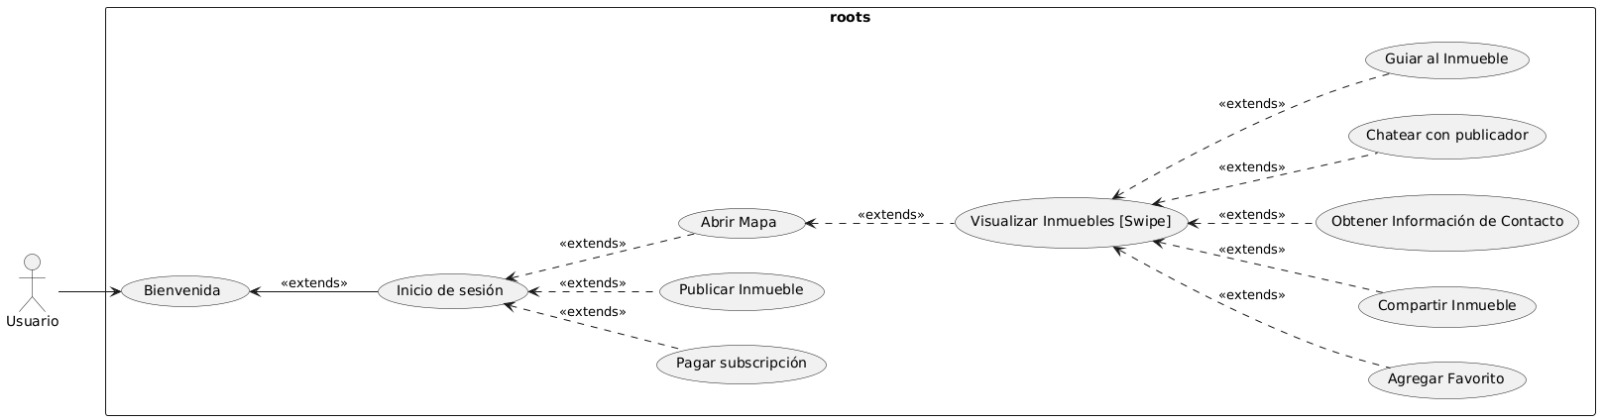 roots
Guiar al Inmueble
«extends»
Chatear con publicador
«extends»
Abrir Mapa
«extends»
Visualizar Inmuebles [Swipe]
«extends»
Obtener Información de Contacto
«extends»
«extends»
Usuario
Bienvenida
«extends»
Inicio de sesión
«extends»
Publicar Inmueble
«extends»
Compartir Inmueble
«extends»
Pagar subscripción
Agregar Favorito